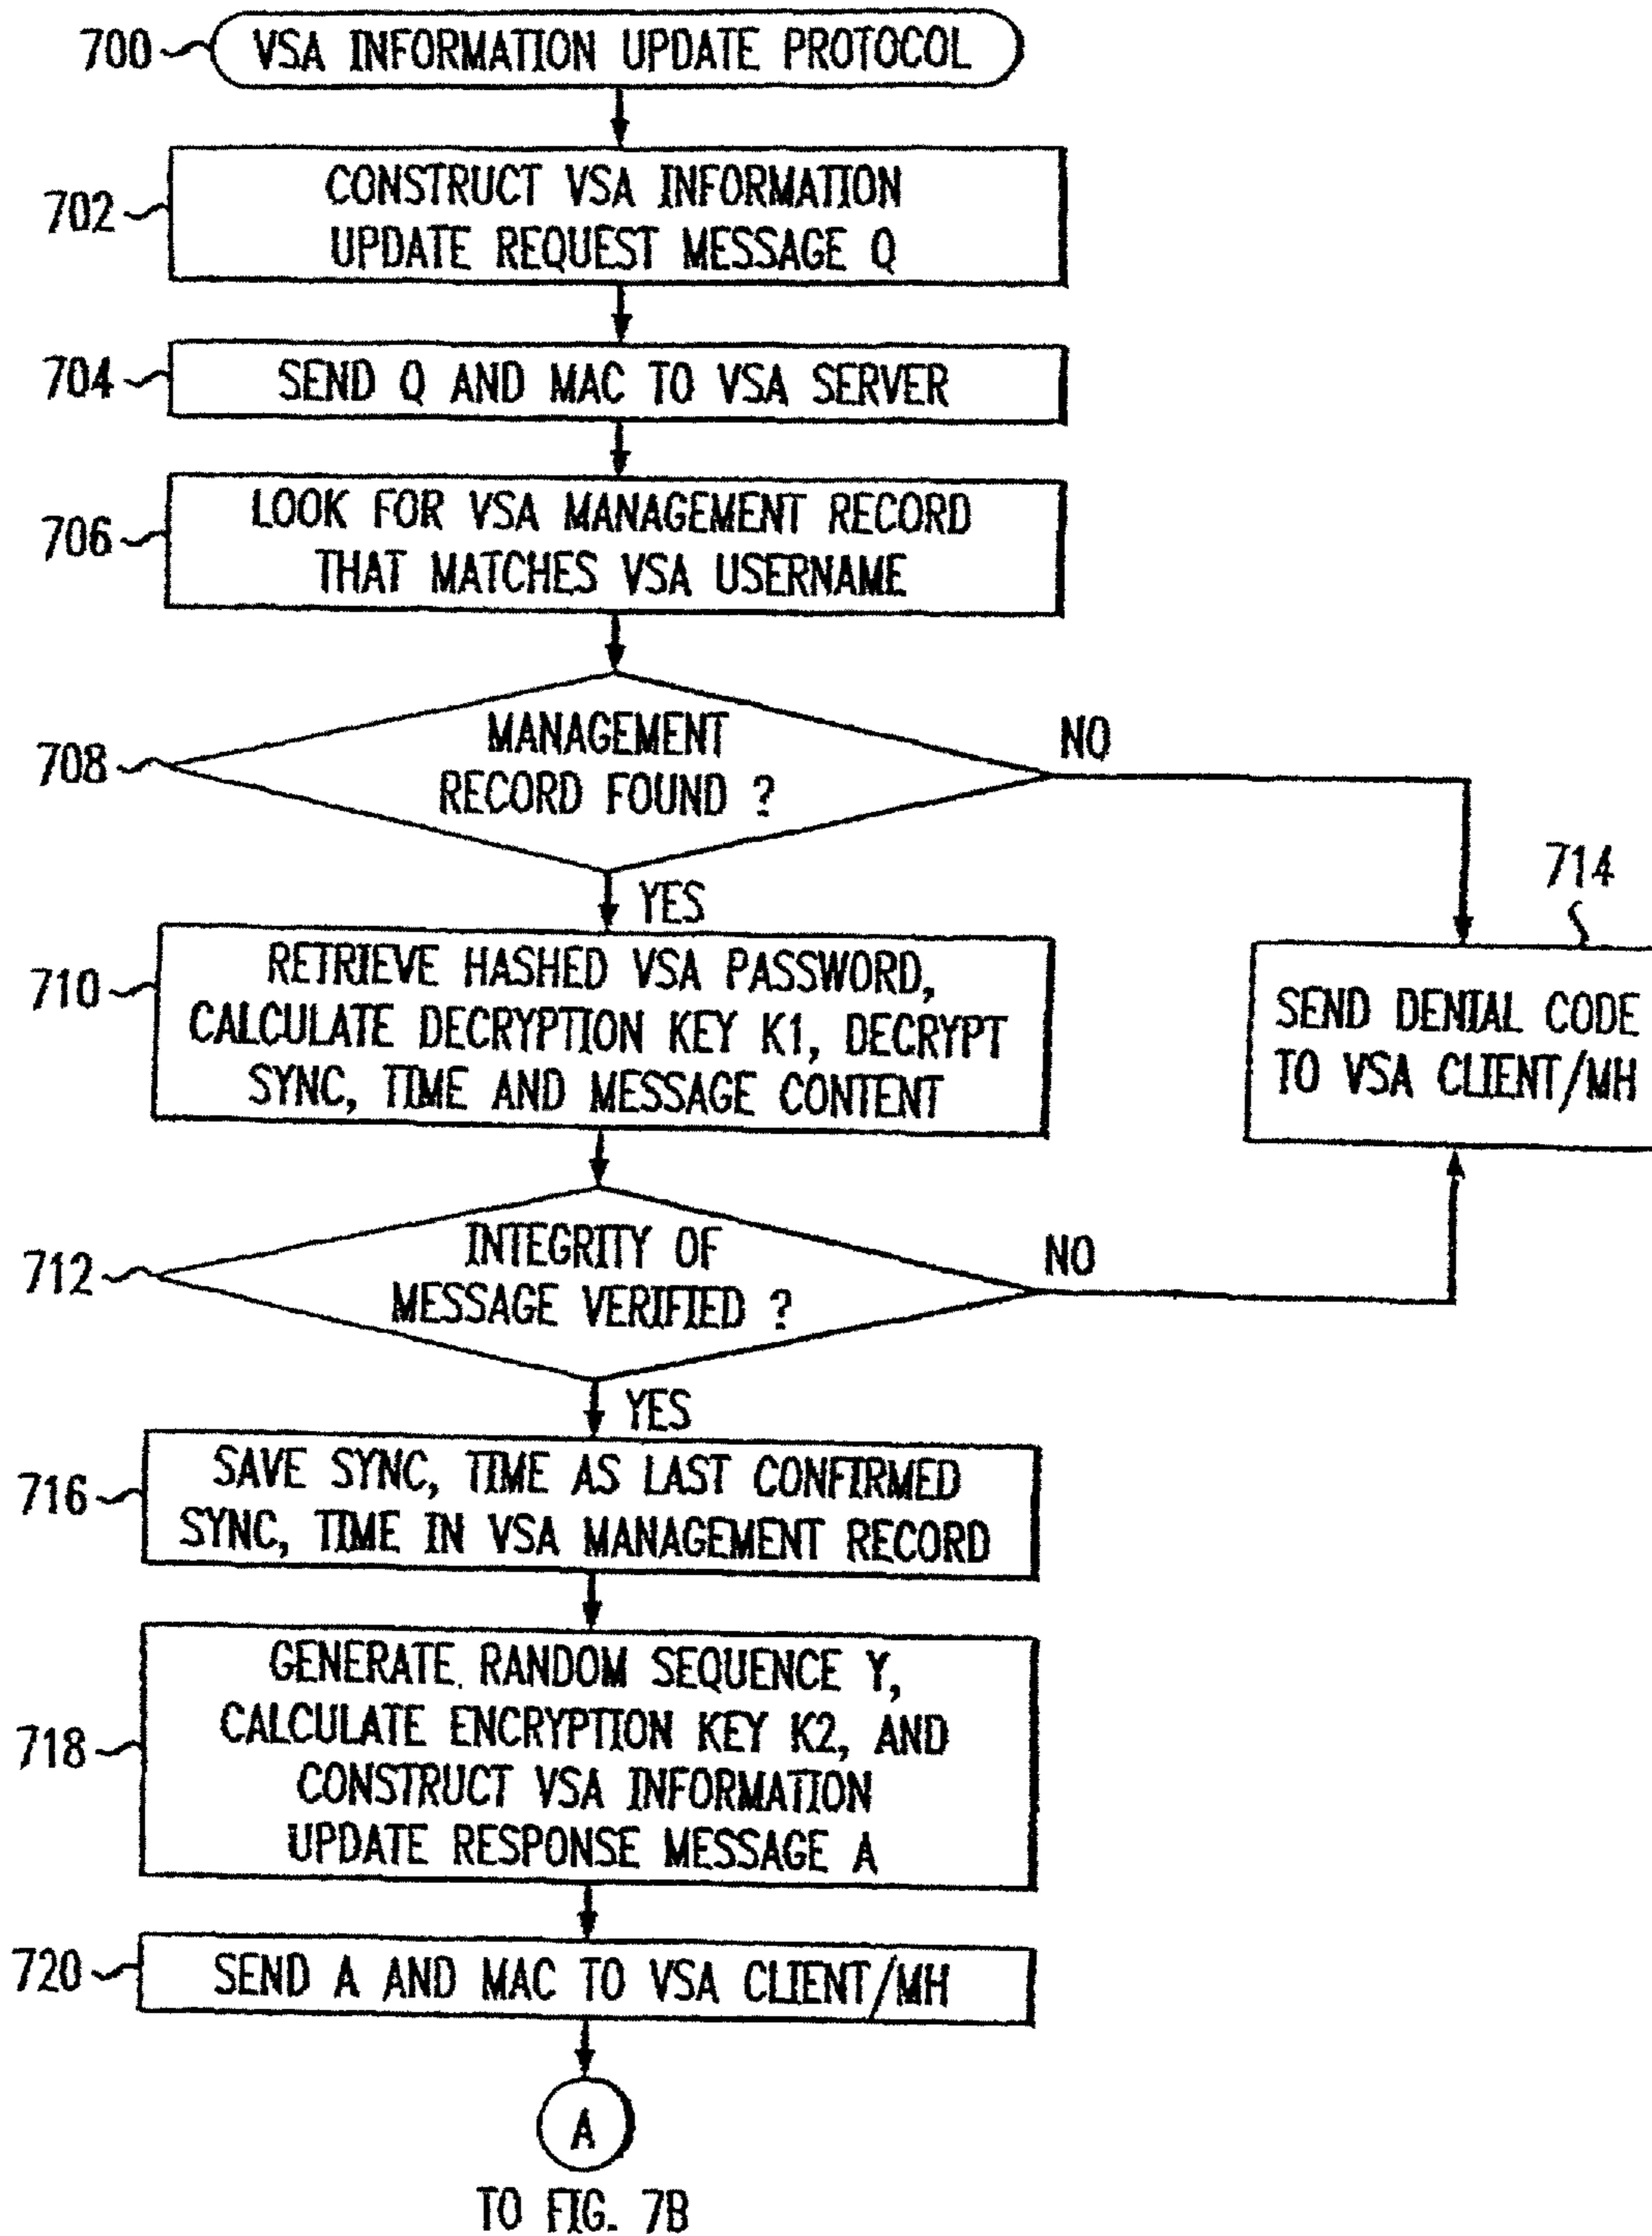 700
VSA INFORMATION UPDATE PROTOCOL
702
CONSTRUCT VSA INFORMATION
UPDATE REQUEST MESSAGE Q
704
SEND Q AND MAC TO VSA SERVER
706
LOOK FOR VSA MANAGEMENT RECORD
THAT MATCHES VSA USERNAME
708
MANAGEMENT
RECORD FOUND ?
NO
YES
710
RETRIEVE HASHED VSA PASSWORD,
CALCULATE DECRYPTION KEY K1, DECRYPT
SYNC, TIME AND MESSAGE CONTENT
714
SEND DENIAL CODE
TO VSA CLIENT/MH
712
INTEGRITY OF
MESSAGE VERIFIED ?
NO
YES
716
SAVE SYNC, TIME AS LAST CONFIRMED
SYNC, TIME IN VSA MANAGEMENT RECORD
718
GENERATE RANDOM SEQUENCE Y,
CALCULATE ENCRYPTION KEY K2, AND
CONSTRUCT VSA INFORMATION
UPDATE RESPONSE MESSAGE A
720
SEND A AND MAC TO VSA CLIENT/MH
A
TO FIG. 7B